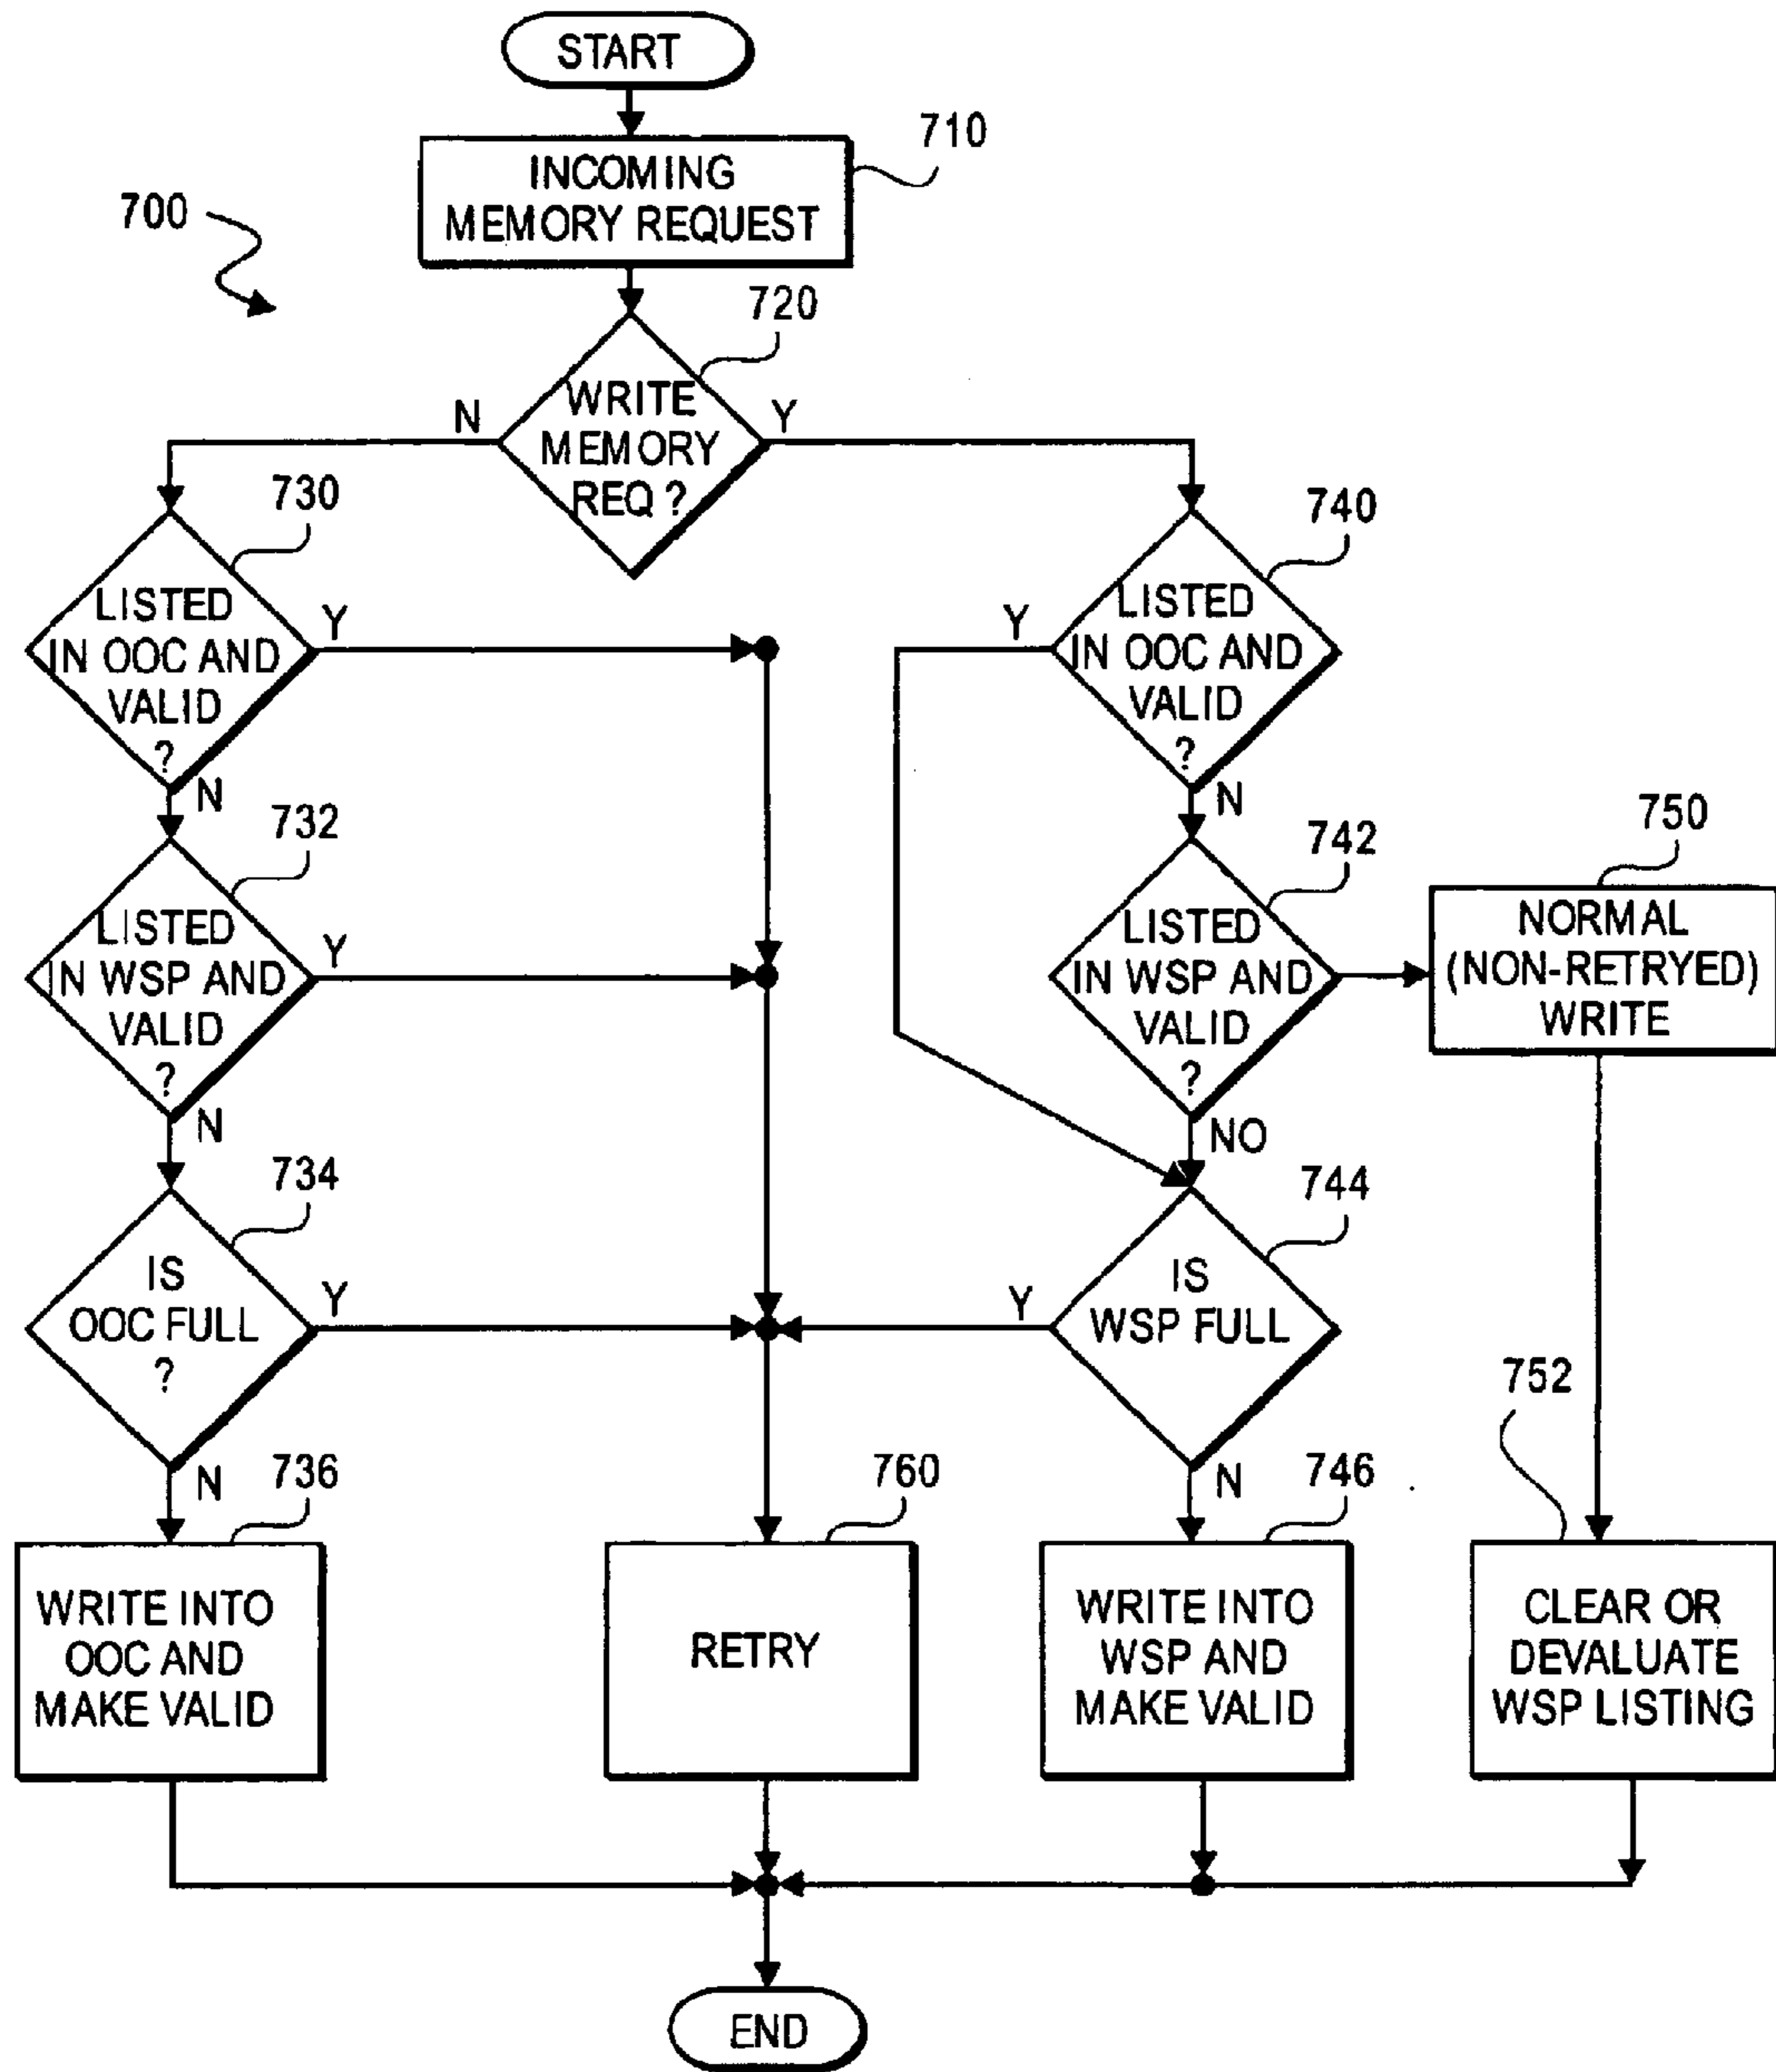 START
710
INCOMING
MEMORY REQUEST
700
720
WRITE
MEMORY
REQ ?
N
Y
730
LISTED
IN OOC AND
VALID
?
Y
N
740
LISTED
IN OOC AND
VALID
?
Y
N
732
LISTED
IN WSP AND
VALID
?
Y
N
742
LISTED
IN WSP AND
VALID
?
NO
750
NORMAL
(NON-RETRYED)
WRITE
734
IS
OOC FULL
?
Y
N
744
IS
WSP FULL
Y
N
736
WRITE INTO
OOC AND
MAKE VALID
760
RETRY
746
WRITE INTO
WSP AND
MAKE VALID
752
CLEAR OR
DEVALUATE
WSP LISTING
END